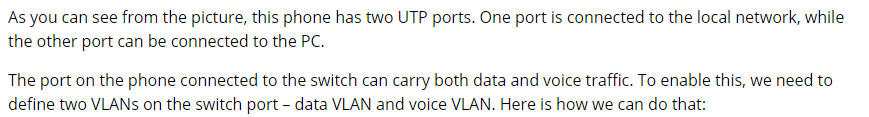 As you can see from the picture, this phone has two UTP ports. One port is connected to the local network, while
the other port can be connected to the PC.
The port on the phone connected to the switch can carry both data and voice traffic. To enable this, we need to
define two VLANs on the switch port – data VLAN and voice VLAN. Here is how we can do that: